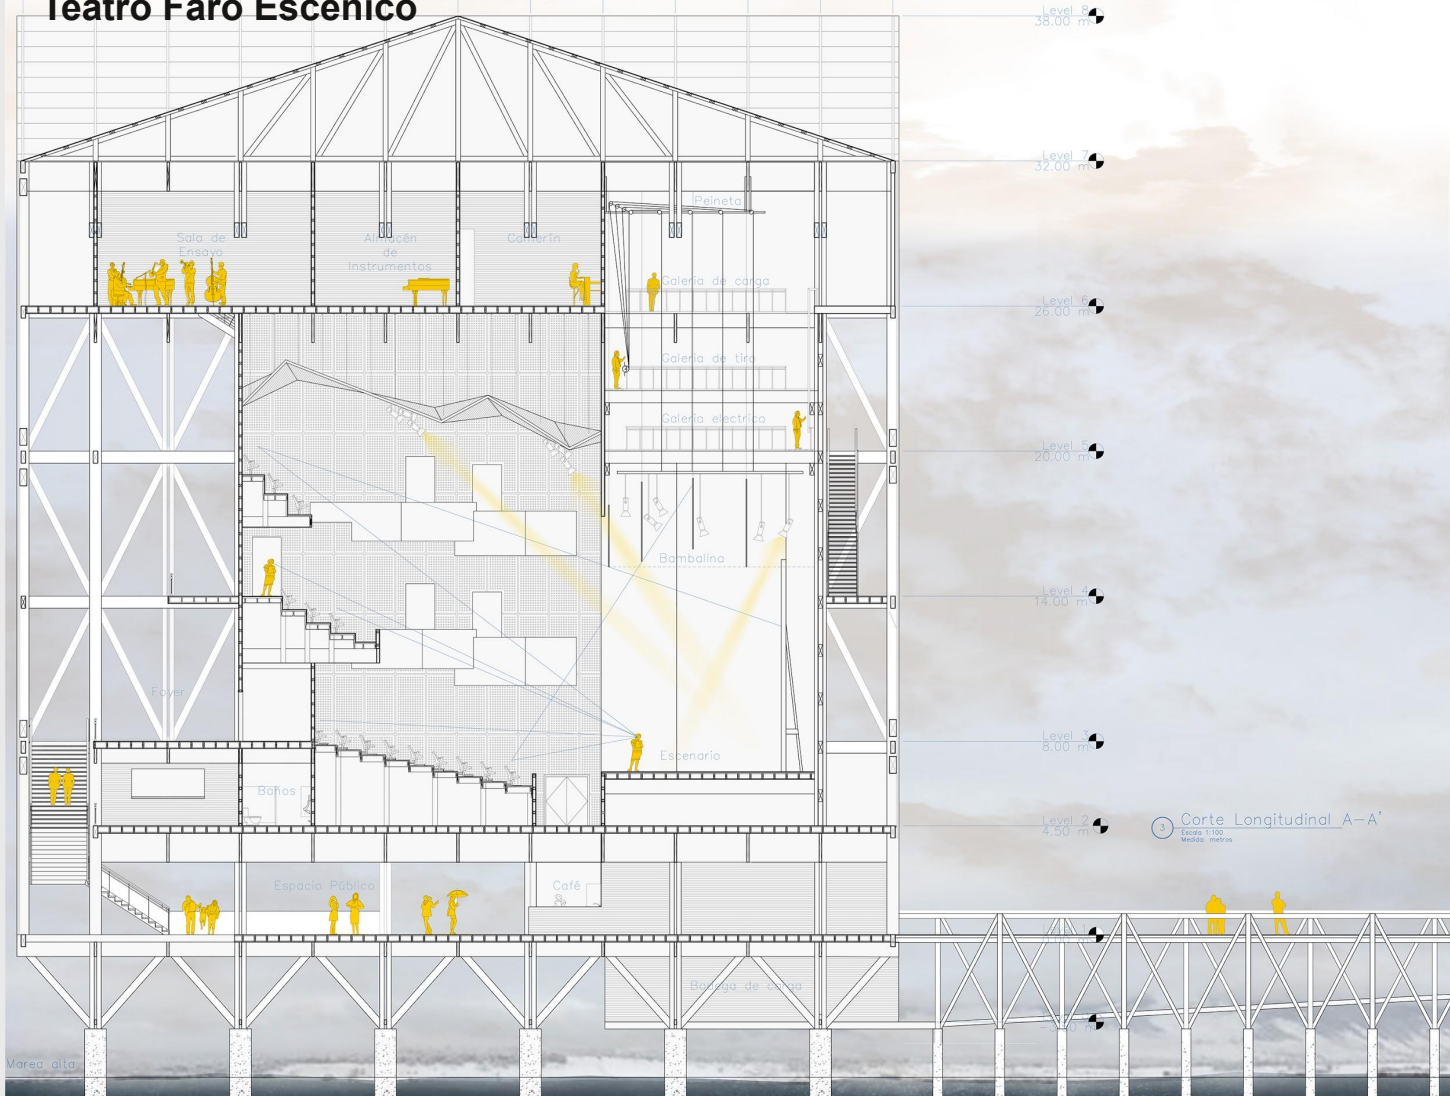 Teatro Faro Escénico
Level 8
38.00 m
Level 7
32.00 m
Peineta
Sala de
Ensayo
Almacén
de
Instrumentos
Camerín
Galería de carga
Level 6
26.00 m
Galería de tiro
Galería electrico
Level 5
20.00 m
Bambalina
Level 4
14.00 m
Foyer
Escenario
Level 3
8.00 m
Baños
Level 2
4.50 m
3
Corte Longitudinal A-A'
Escala 1:100
Medida: metros
Espacio Público
Café
Bodega de carga
Marea alta